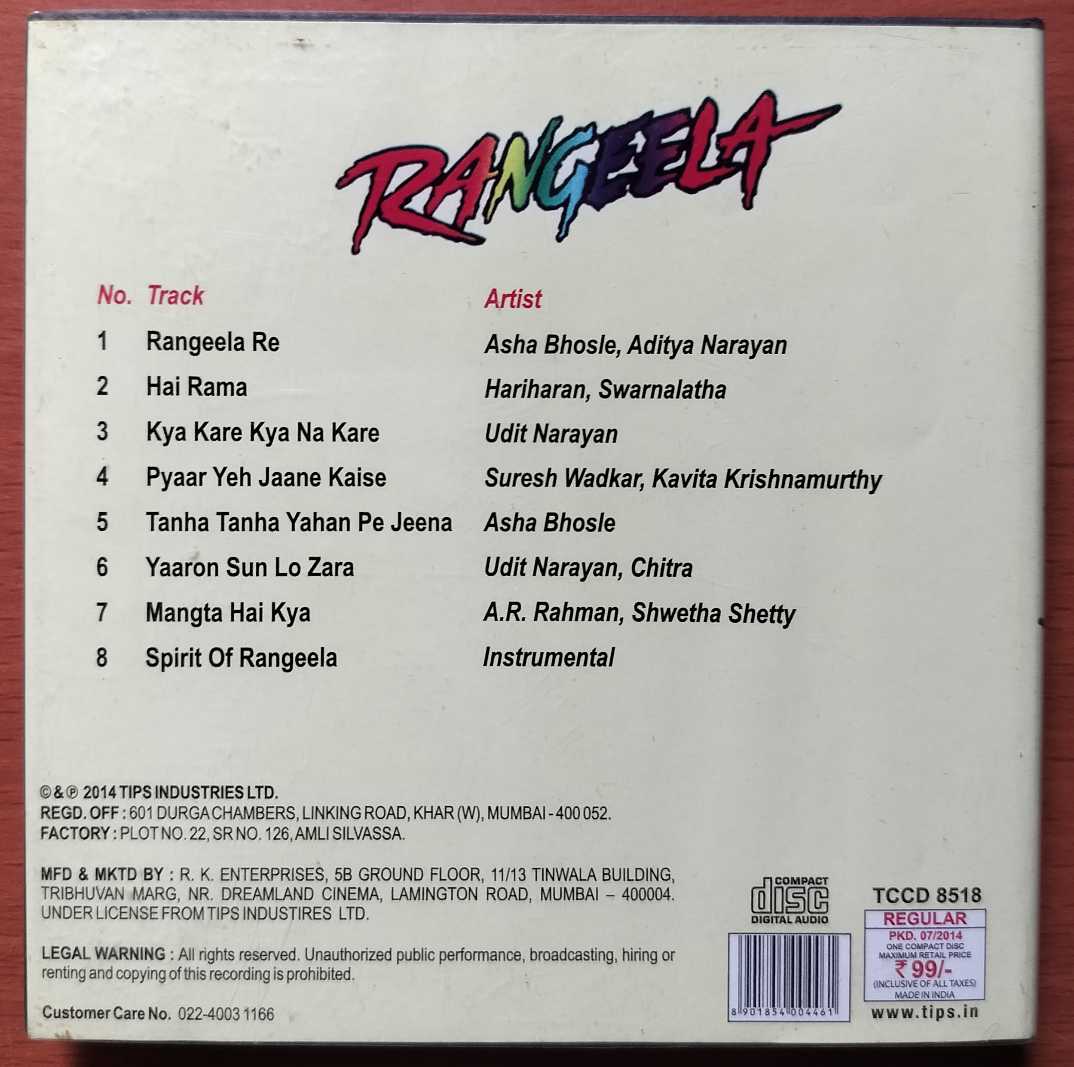 RANGEELA
No. Track Artist
1 Rangeela Re Asha Bhosle, Aditya Narayan
2 Hai Rama Hariharan, Swarnalatha
3 Kya Kare Kya Na Kare Udit Narayan
4 Pyaar Yeh Jaane Kaise Suresh Wadkar, Kavita Krishnamurthy
5 Tanha Tanha Yahan Pe Jeena Asha Bhosle
6 Yaaron Sun Lo Zara Udit Narayan, Chitra
7 Mangta Hai Kya A.R. Rahman, Shwetha Shetty
8 Spirit Of Rangeela Instrumental
©&℗ 2014 TIPS INDUSTRIES LTD.
REGD. OFF : 601 DURGA CHAMBERS, LINKING ROAD, KHAR (W), MUMBAI - 400 052.
FACTORY : PLOT NO. 22, SR NO. 126, AMLI SILVASSA.
MFD & MKTD BY : R. K. ENTERPRISES, 5B GROUND FLOOR, 11/13 TINWALA BUILDING,
TRIBHUVAN MARG, NR. DREAMLAND CINEMA, LAMINGTON ROAD, MUMBAI – 400004.
UNDER LICENSE FROM TIPS INDUSTIRES LTD.
LEGAL WARNING : All rights reserved. Unauthorized public performance, broadcasting, hiring or
renting and copying of this recording is prohibited.
Customer Care No. 022-4003 1166
COMPACT
disc
DIGITAL AUDIO
8 901854 004461
TCCD 8518
REGULAR
PKD. 07/2014
ONE COMPACT DISC
MAXIMUM RETAIL PRICE
₹ 99/-
(INCLUSIVE OF ALL TAXES)
MADE IN INDIA
www.tips.in